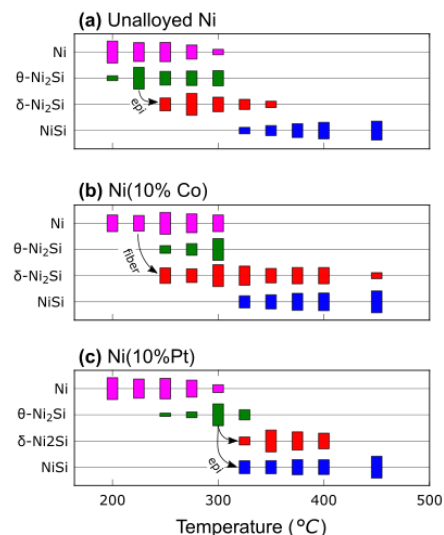 (a) Unalloyed Ni
Ni
θ-Ni₂Si
δ-Ni₂Si
NiSi
epi
(b) Ni(10% Co)
Ni
θ-Ni₂Si
δ-Ni₂Si
NiSi
fiber
(c) Ni(10%Pt)
Ni
θ-Ni₂Si
δ-Ni2Si
NiSi
epi
200 300 400 500
Temperature (°C)